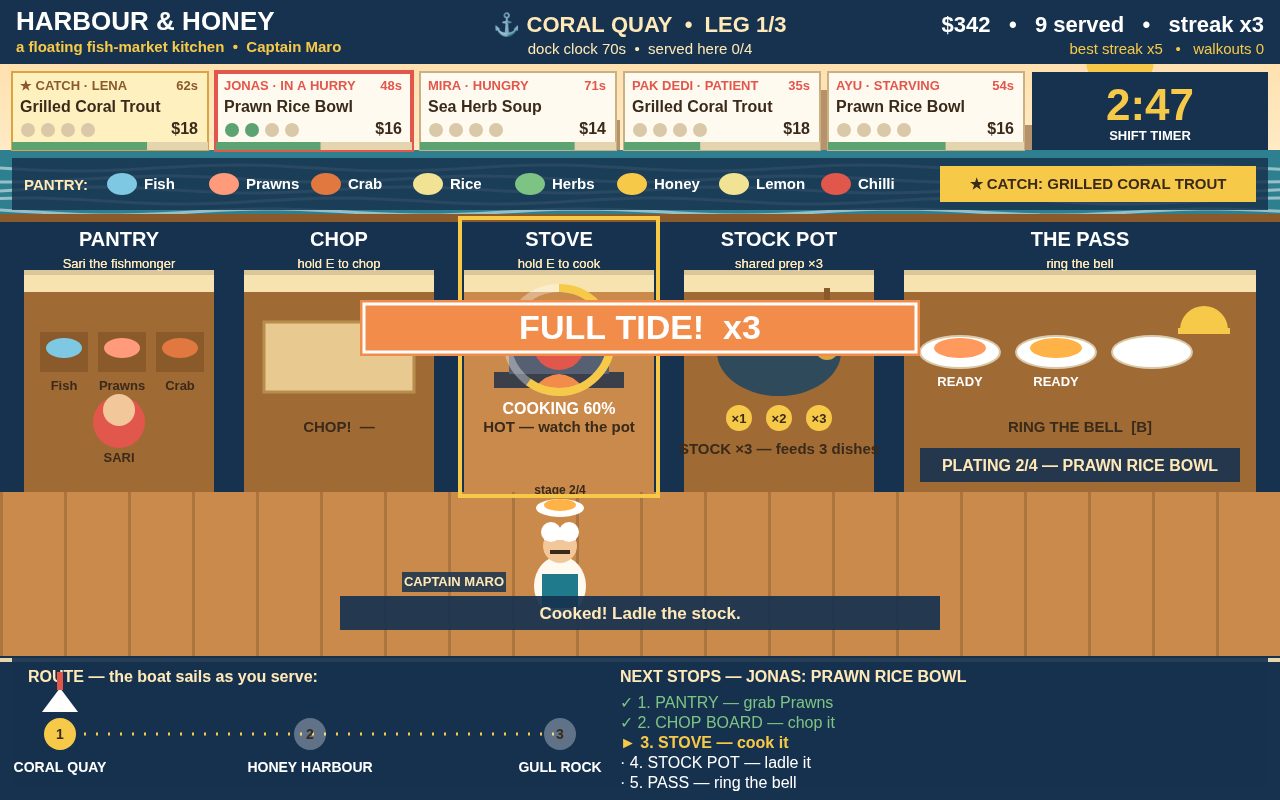 HARBOUR & HONEY
a floating fish-market kitchen • Captain Maro
⚓ CORAL QUAY • LEG 1/3
dock clock 70s • served here 0/4
$342 • 9 served • streak x3
best streak x5 • walkouts 0
★ CATCH · LENA 62s
Grilled Coral Trout
$18
JONAS · IN A HURRY 48s
Prawn Rice Bowl
$16
MIRA · HUNGRY 71s
Sea Herb Soup
$14
PAK DEDI · PATIENT 35s
Grilled Coral Trout
$18
AYU · STARVING 54s
Prawn Rice Bowl
$16
2:47
SHIFT TIMER
PANTRY: Fish Prawns Crab Rice Herbs Honey Lemon Chilli
★ CATCH: GRILLED CORAL TROUT
PANTRY
Sari the fishmonger
Fish Prawns Crab
SARI
CHOP
hold E to chop
CHOP! —
STOVE
hold E to cook
COOKING 60%
HOT — watch the pot
stage 2/4
STOCK POT
shared prep ×3
×1 ×2 ×3
STOCK ×3 — feeds 3 dishes
THE PASS
ring the bell
READY READY
RING THE BELL [B]
PLATING 2/4 — PRAWN RICE BOWL
FULL TIDE! x3
CAPTAIN MARO
Cooked! Ladle the stock.
ROUTE — the boat sails as you serve:
1 2 3
CORAL QUAY HONEY HARBOUR GULL ROCK
NEXT STOPS — JONAS: PRAWN RICE BOWL
✓ 1. PANTRY — grab Prawns
✓ 2. CHOP BOARD — chop it
► 3. STOVE — cook it
· 4. STOCK POT — ladle it
· 5. PASS — ring the bell